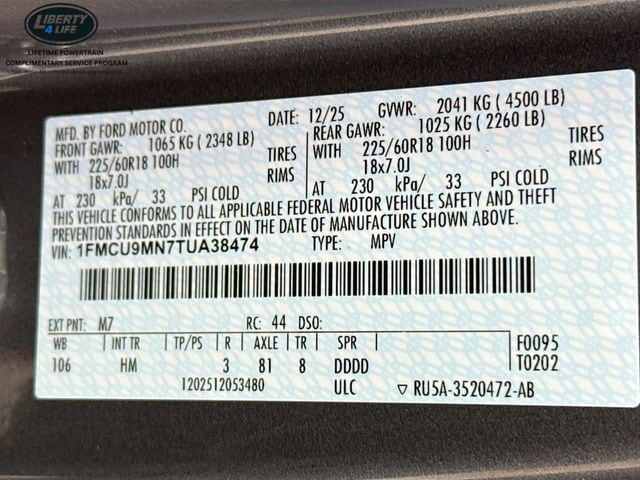 LIBERTY
4 LIFE
LIFETIME POWERTRAIN
COMPLIMENTARY SERVICE PROGRAM
MFD. BY FORD MOTOR CO.
DATE: 12/25 GVWR: 2041 KG ( 4500 LB)
FRONT GAWR: 1065 KG ( 2348 LB)
REAR GAWR: 1025 KG ( 2260 LB)
WITH 225/60R18 100H TIRES
WITH 225/60R18 100H TIRES
18x7.0J RIMS
18x7.0J RIMS
AT 230 kPa/ 33 PSI COLD
AT 230 kPa/ 33 PSI COLD
THIS VEHICLE CONFORMS TO ALL APPLICABLE FEDERAL MOTOR VEHICLE SAFETY AND THEFT
PREVENTION STANDARDS IN EFFECT ON THE DATE OF MANUFACTURE SHOWN ABOVE.
VIN: 1FMCU9MN7TUA38474 TYPE: MPV
EXT PNT: M7 RC: 44 DSO:
WB INT TR TP/PS R AXLE TR SPR F0095
106 HM 3 81 8 DDDD T0202
1202512053480 ULC ▽ RU5A-3520472-AB